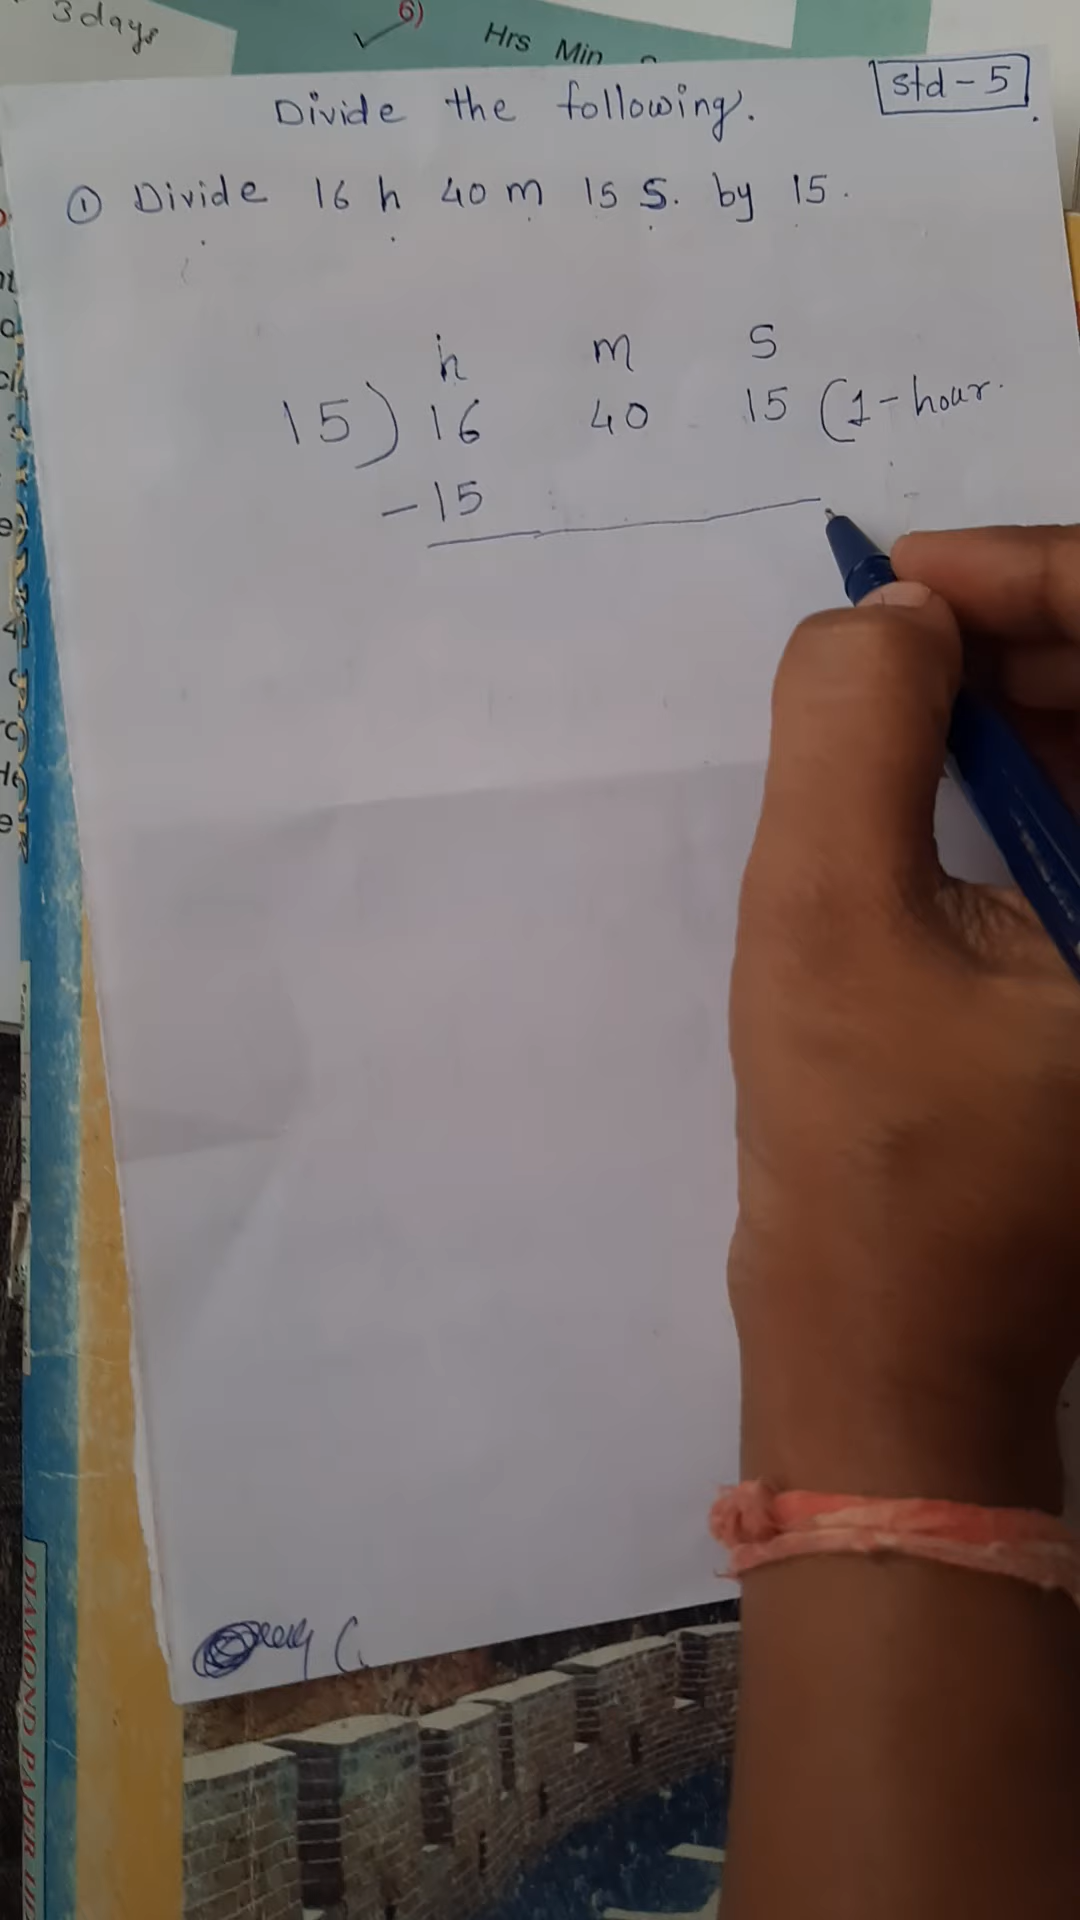 3 days
6)
Hrs Min
Divide the following.
Std - 5
① Divide 16 h 40 m 15 S. by 15.
h m S
15) 16 40 15 (1 - hour.
- 15
DIAMOND PAPER